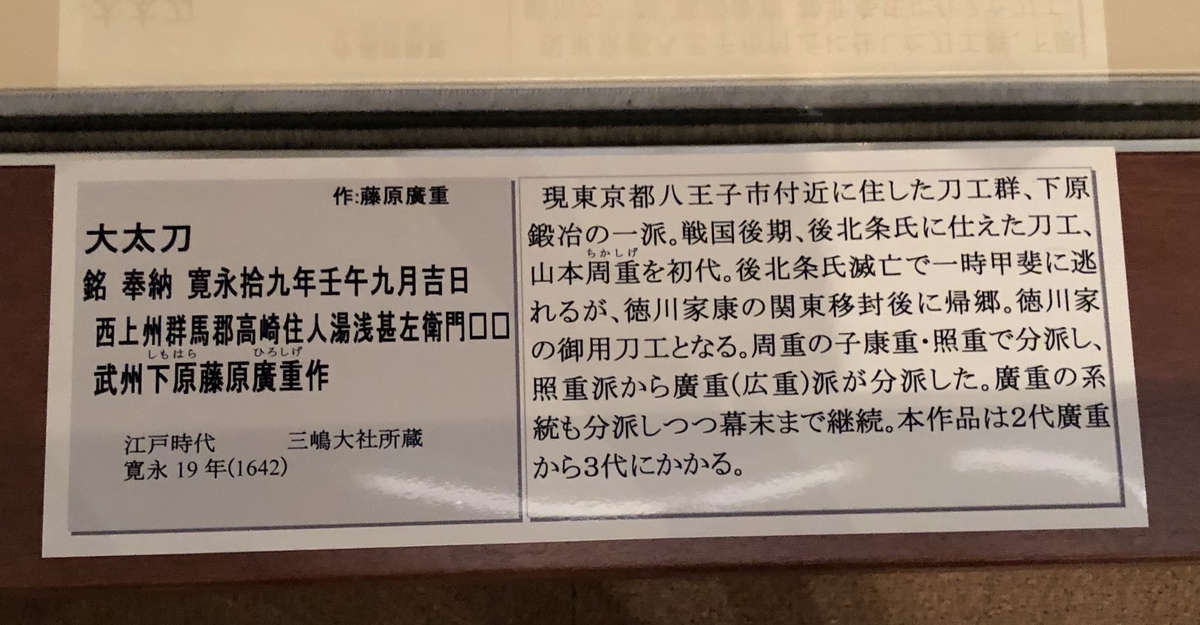 作:藤原廣重
大太刀
銘 奉納 寛永拾九年壬午九月吉日
西上州群馬郡高崎住人湯浅甚左衛門□□
しもはら ひろしげ
武州下原藤原廣重作
江戸時代 三嶋大社所蔵
寛永 19 年(1642)
現東京都八王子市付近に住した刀工群、下原
鍛冶の一派。戦国後期、後北条氏に仕えた刀工、
ちかしげ
山本周重を初代。後北条氏滅亡で一時甲斐に逃
れるが、徳川家康の関東移封後に帰郷。徳川家
の御用刀工となる。周重の子康重・照重で分派し、
照重派から廣重(広重)派が分派した。廣重の系
統も分派しつつ幕末まで継続。本作品は2代廣重
から3代にかかる。